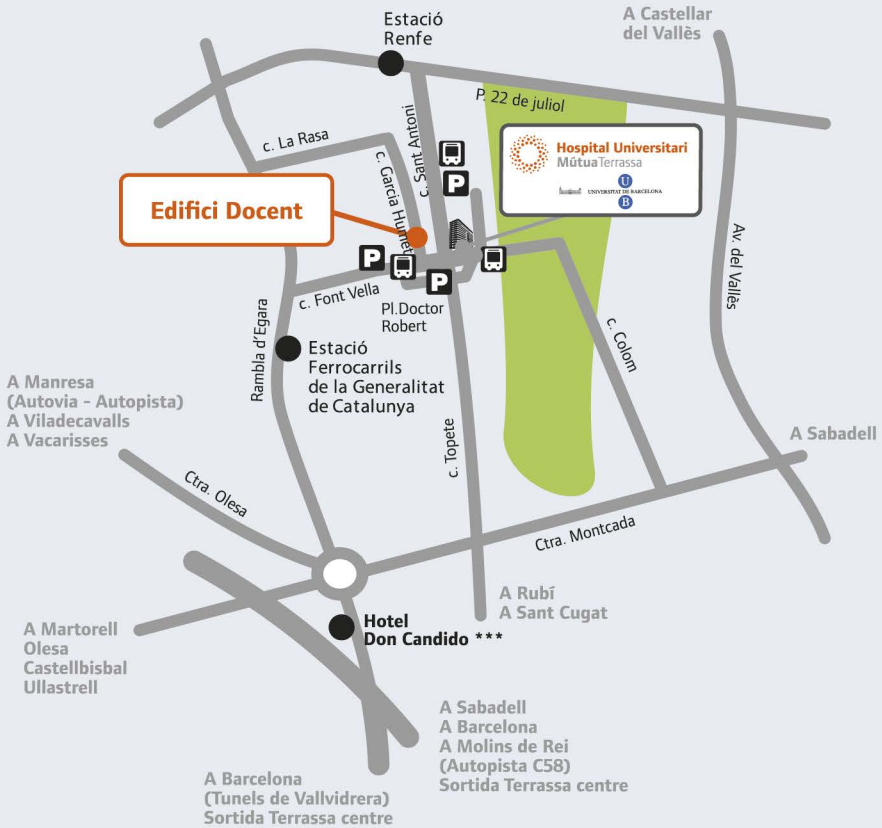 Estació
Renfe
A Castellar
del Vallès
P. 22 de juliol
c. La Rasa
c. Sant Antoni
c. Garcia Humet
P
Hospital Universitari
MútuaTerrassa
UNIVERSITAT DE BARCELONA
U
B
Edifici Docent
Av. del Vallès
P
P
c. Font Vella
Pl.Doctor
Robert
Rambla d'Egara
Estació
Ferrocarrils
de la Generalitat
de Catalunya
c. Colom
A Manresa
(Autovia - Autopista)
A Viladecavalls
A Vacarisses
c. Topete
A Sabadell
Ctra. Olesa
Ctra. Montcada
A Rubí
A Sant Cugat
Hotel
Don Candido ***
A Martorell
Olesa
Castellbisbal
Ullastrell
A Sabadell
A Barcelona
A Molins de Rei
(Autopista C58)
Sortida Terrassa centre
A Barcelona
(Tunels de Vallvidrera)
Sortida Terrassa centre